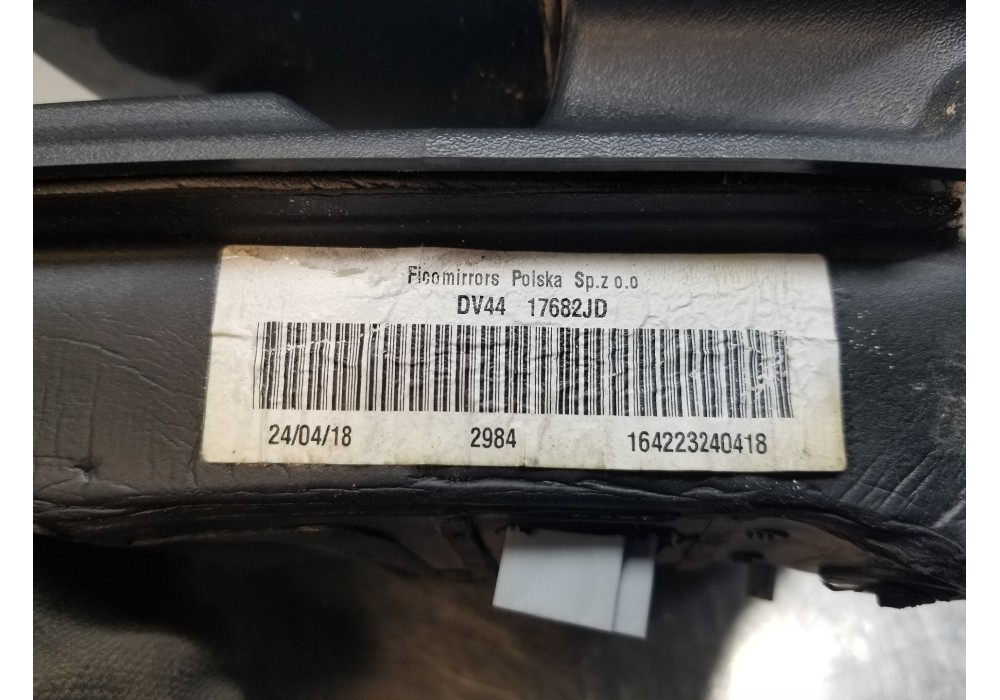 Ficomirrors Polska Sp.z o.o
DV44 17682JD
24/04/18 2984 164223240418